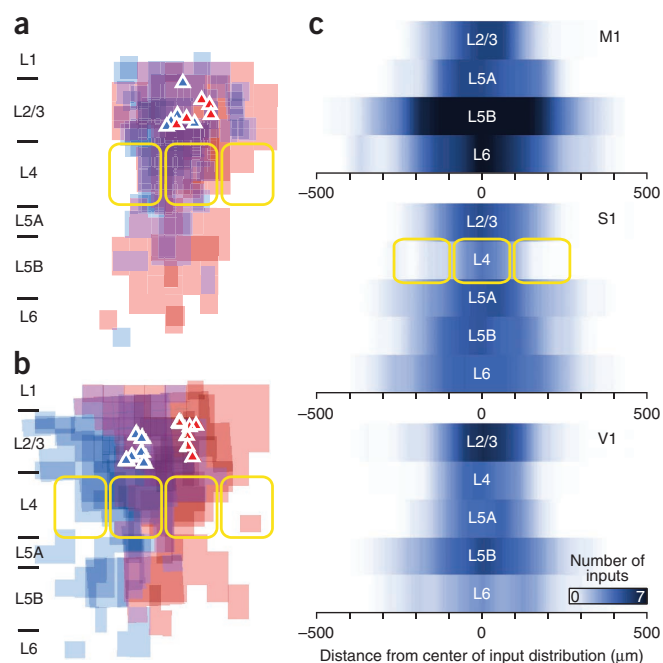 a
L1
L2/3
L4
L5A
L5B
L6
b
L1
L2/3
L4
L5A
L5B
L6
c
M1
L2/3
L5A
L5B
L6
–500 0 500
S1
L2/3
L4
L5A
L5B
L6
–500 0 500
V1
L2/3
L4
L5A
L5B
L6
Number of
inputs
0 7
–500 0 500
Distance from center of input distribution (µm)